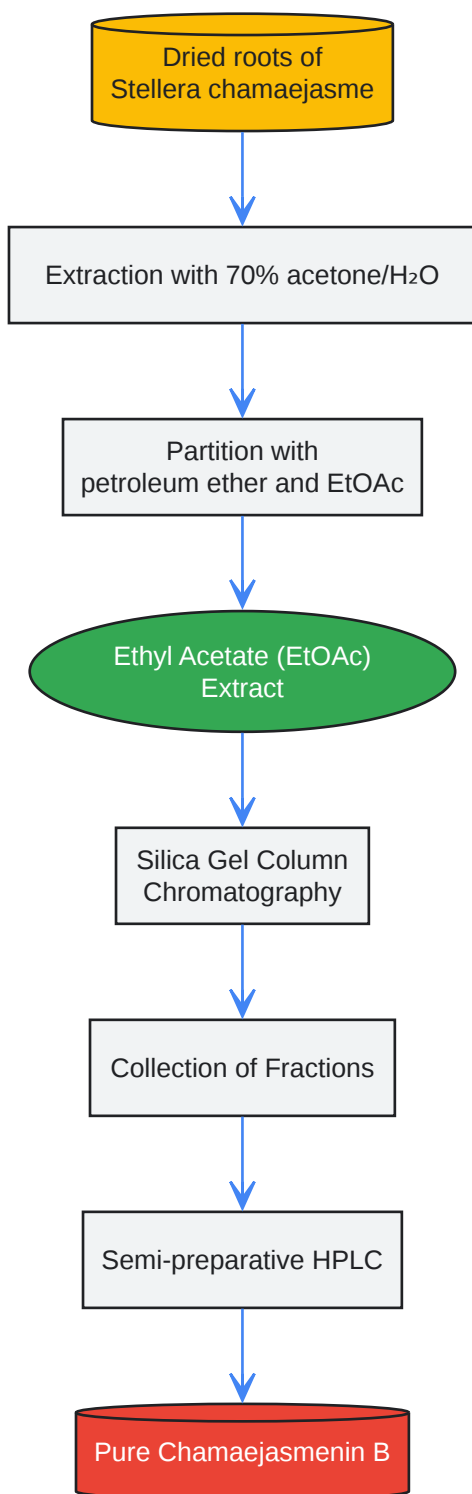 Dried roots of
Stellera chamaejasme
Extraction with 70% acetone/H₂O
Partition with
petroleum ether and EtOAc
Ethyl Acetate (EtOAc)
Extract
Silica Gel Column
Chromatography
Collection of Fractions
Semi-preparative HPLC
Pure Chamaejasmenin B